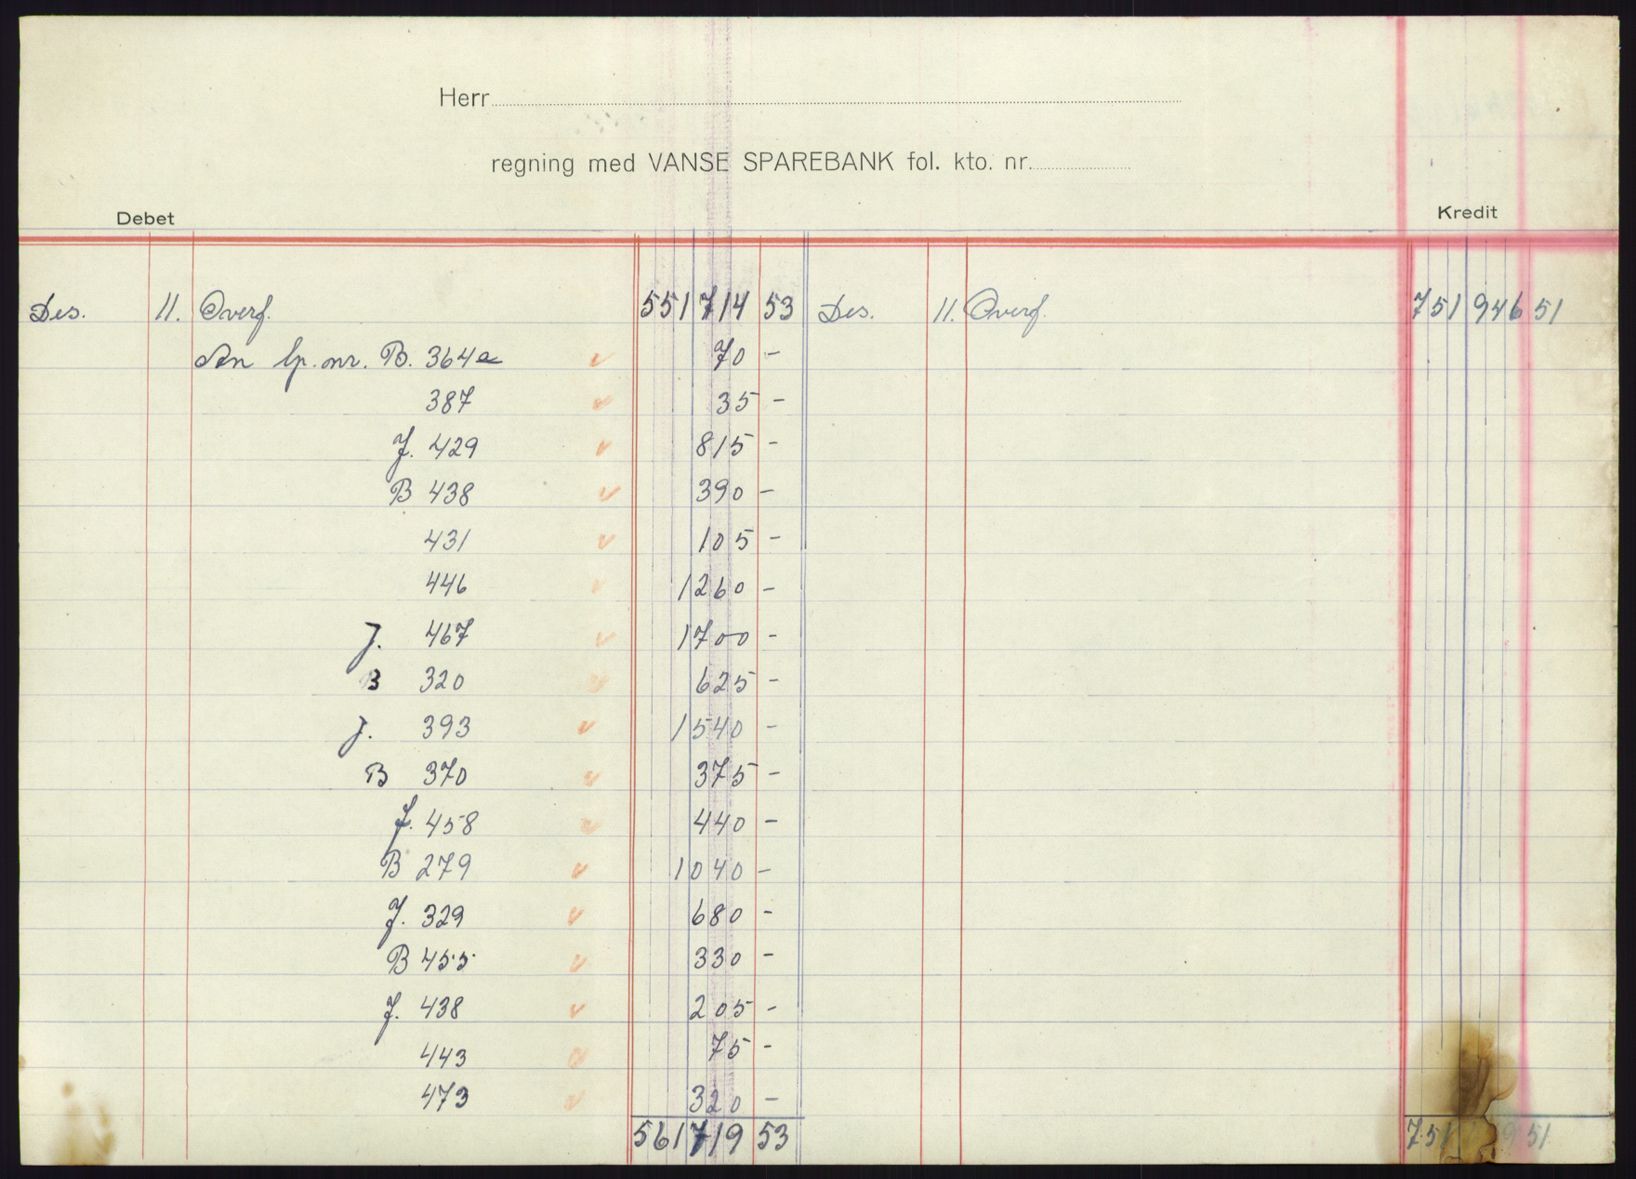 Herr
regning med VANSE SPAREBANK fol. kto. nr.
Debet Kredit
Des. 11. Overf. 551714 53 Des. 11. Overf. 751946 51
An lp. nr. B. 364a 70 -
387 35 -
J. 429 815 -
B 438 390 -
431 105 -
446 1260 -
J. 467 1700 -
B 320 625 -
J. 393 1540 -
B 370 375 -
J. 458 440 -
B 279 1040 -
J. 329 680 -
B 455 330 -
J. 438 205 -
443 75 -
473 320 -
561719 53 751 51